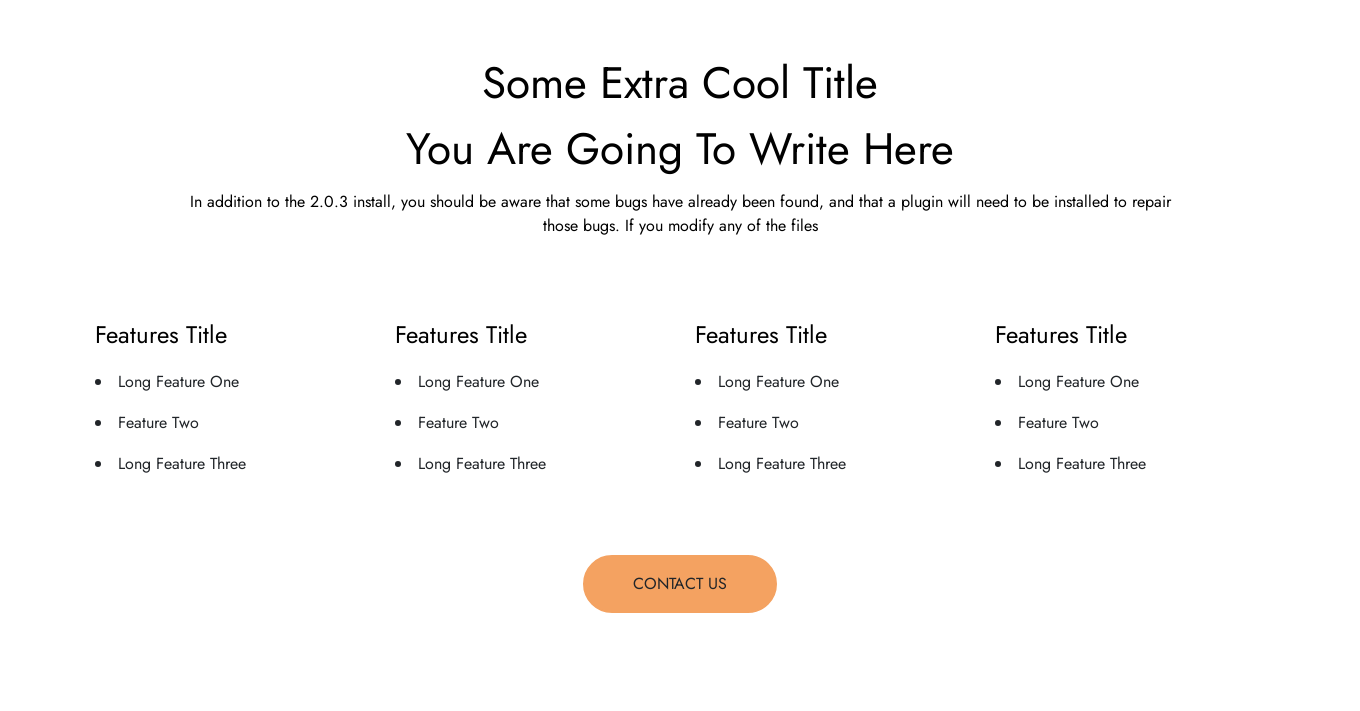 Some Extra Cool Title
You Are Going To Write Here
In addition to the 2.0.3 install, you should be aware that some bugs have already been found, and that a plugin will need to be installed to repair
those bugs. If you modify any of the files
Features Title
Long Feature One
Feature Two
Long Feature Three
Features Title
Long Feature One
Feature Two
Long Feature Three
Features Title
Long Feature One
Feature Two
Long Feature Three
Features Title
Long Feature One
Feature Two
Long Feature Three
CONTACT US